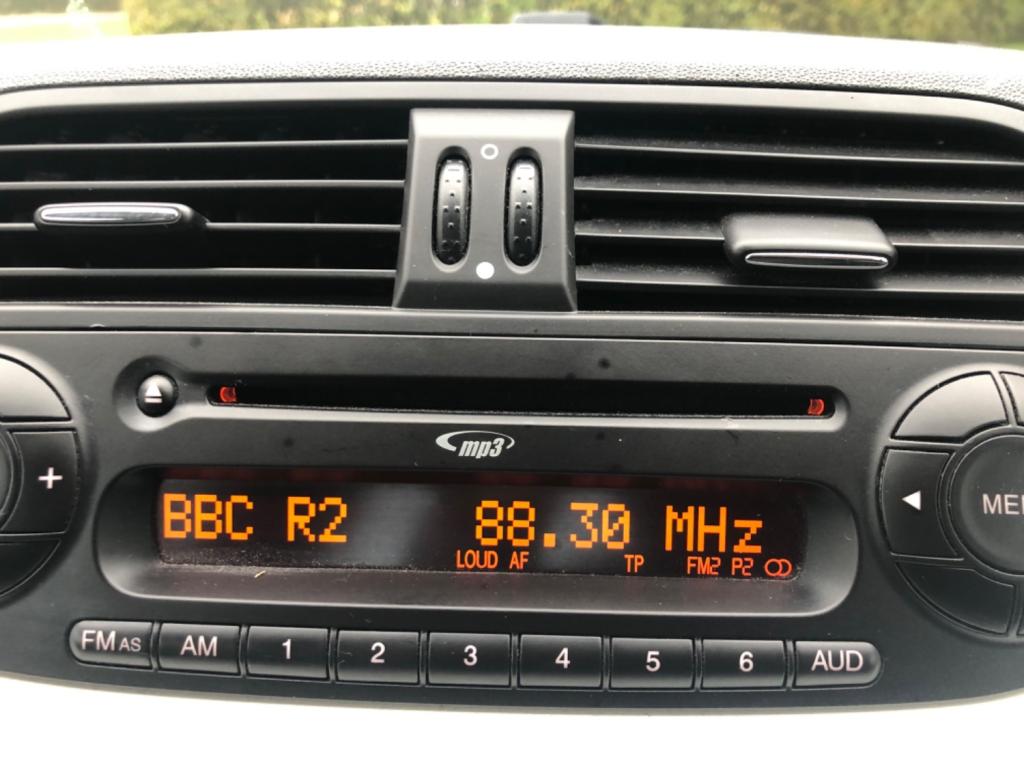 mp3
+
BBC R2 88.30 MHz
LOUD AF TP FM2 P2
FM AS AM 1 2 3 4 5 6 AUD